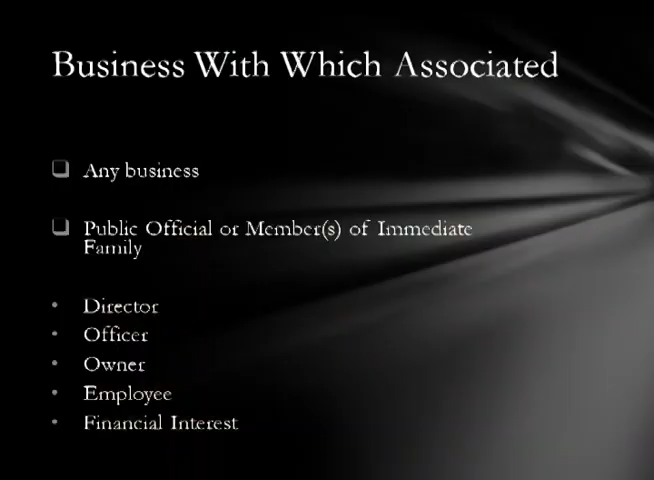 Business With Which Associated
❑ Any business
❑ Public Official or Member(s) of Immediate
Family
• Director
• Officer
• Owner
• Employee
• Financial Interest